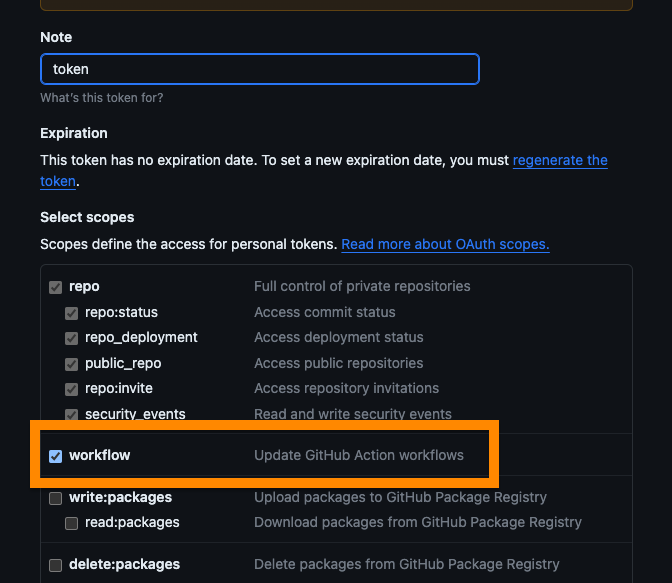 Note
token
What's this token for?
Expiration
This token has no expiration date. To set a new expiration date, you must regenerate the
token.
Select scopes
Scopes define the access for personal tokens. Read more about OAuth scopes.
repo Full control of private repositories
repo:status Access commit status
repo_deployment Access deployment status
public_repo Access public repositories
repo:invite Access repository invitations
security_events Read and write security events
workflow Update GitHub Action workflows
write:packages Upload packages to GitHub Package Registry
read:packages Download packages from GitHub Package Registry
delete:packages Delete packages from GitHub Package Registry